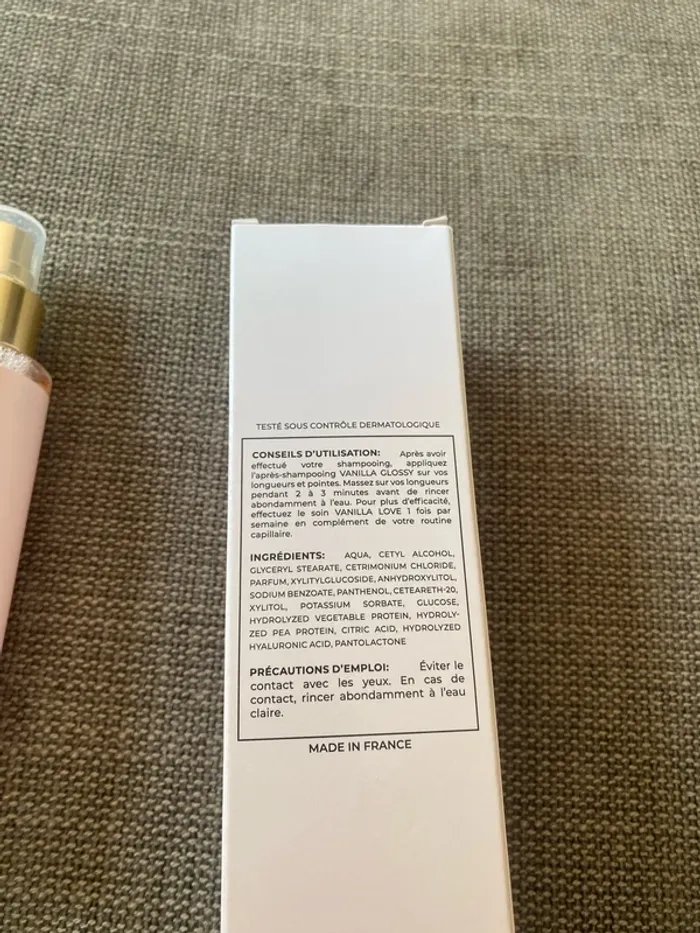 TESTÉ SOUS CONTRÔLE DERMATOLOGIQUE
CONSEILS D'UTILISATION: Après avoir
effectué votre shampooing, appliquez
l'après-shampooing VANILLA GLOSSY sur vos
longueurs et pointes. Massez sur vos longueurs
pendant 2 à 3 minutes avant de rincer
abondamment à l'eau. Pour plus d'efficacité,
effectuez le soin VANILLA LOVE 1 fois par
semaine en complément de votre routine
capillaire.
INGRÉDIENTS: AQUA, CETYL ALCOHOL,
GLYCERYL STEARATE, CETRIMONIUM CHLORIDE,
PARFUM, XYLITYLGLUCOSIDE, ANHYDROXYLITOL,
SODIUM BENZOATE, PANTHENOL, CETEARETH-20,
XYLITOL, POTASSIUM SORBATE, GLUCOSE,
HYDROLYZED VEGETABLE PROTEIN, HYDROLY-
ZED PEA PROTEIN, CITRIC ACID, HYDROLYZED
HYALURONIC ACID, PANTOLACTONE
PRÉCAUTIONS D'EMPLOI: Éviter le
contact avec les yeux. En cas de
contact, rincer abondamment à l'eau
claire.
MADE IN FRANCE